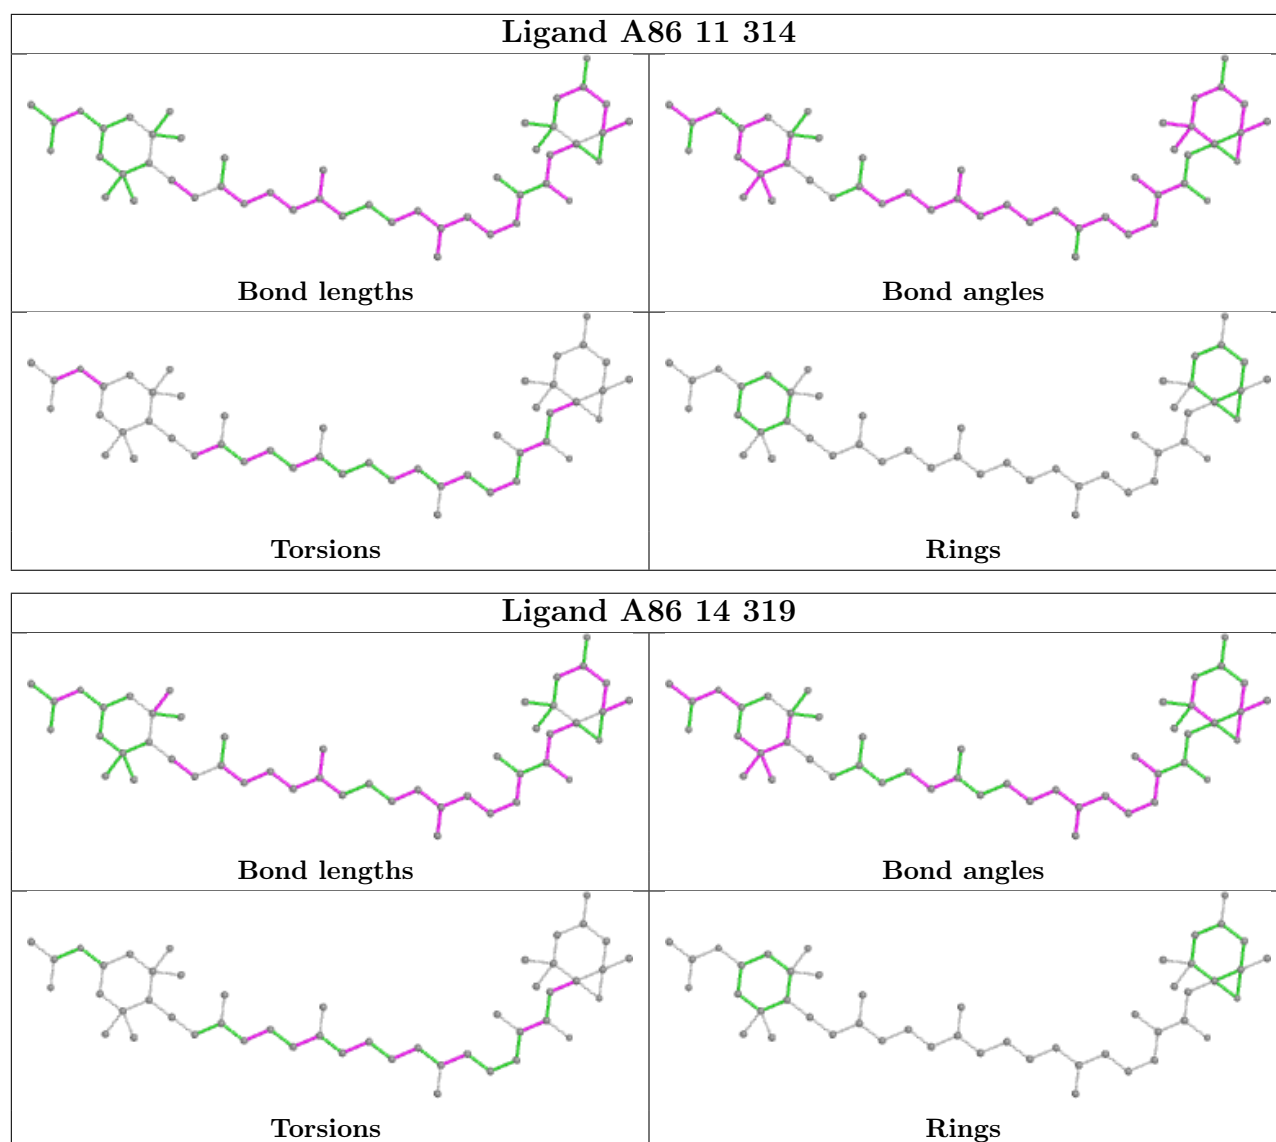 Ligand A86 11 314
Bond lengths
Bond angles
Torsions
Rings
Ligand A86 14 319
Bond lengths
Bond angles
Torsions
Rings